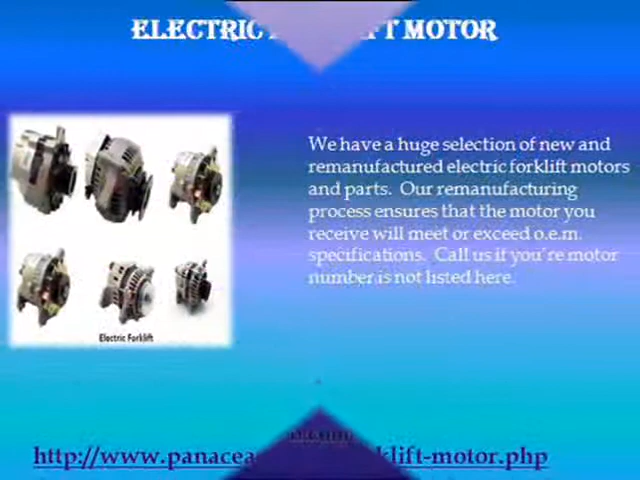 ELECTRIC MOTOR
We have a huge selection of new and
remanufactured electric forklift motors
and parts. Our remanufacturing
process ensures that the motor you
receive will meet or exceed o.e.m.
specifications. Call us if you're motor
number is not listed here.
Electric Forklift
http://www.panacea klift-motor.php